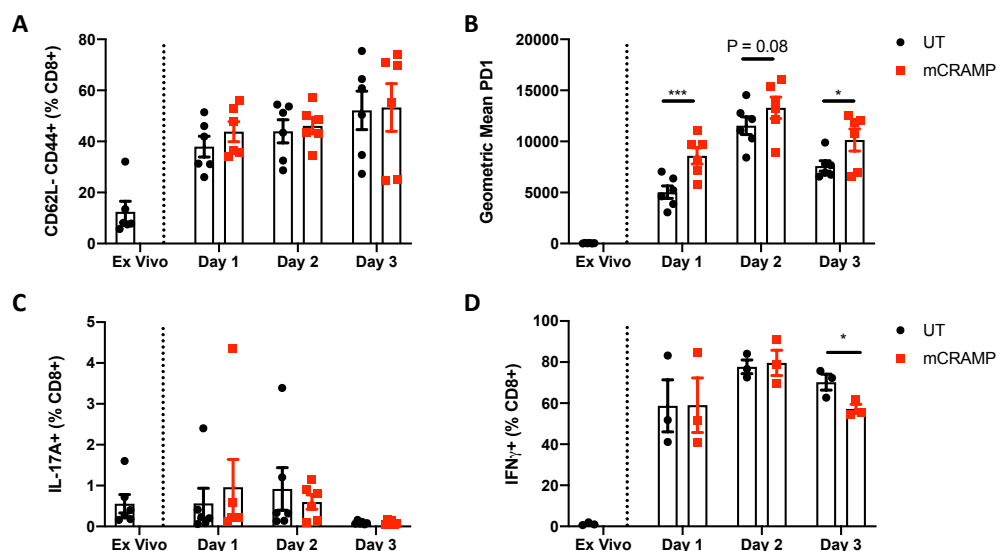 A
CD62L- CD44+ (% CD8+)
80
60
40
20
0
Ex Vivo Day 1 Day 2 Day 3
B
Geometric Mean PD1
20000
15000
10000
5000
0
***
P = 0.08
*
Ex Vivo Day 1 Day 2 Day 3
UT
mCRAMP
C
IL-17A+ (% CD8+)
5
4
3
2
1
0
Ex Vivo Day 1 Day 2 Day 3
D
IFNγ+ (% CD8+)
100
80
60
40
20
0
*
Ex Vivo Day 1 Day 2 Day 3
UT
mCRAMP